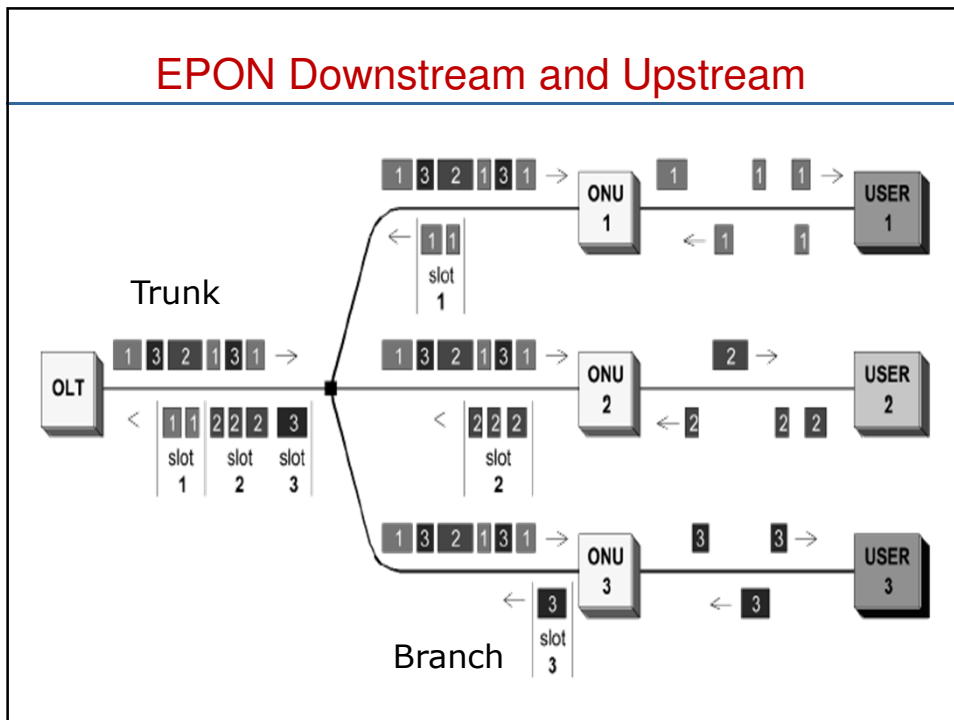 EPON Downstream and Upstream
1 3 2 1 3 1
ONU
1
1 1 1
USER
1
1 1
slot
1
1 1
Trunk
1 3 2 1 3 1
OLT
1 1 2 2 2 3
slot slot slot
1 2 3
1 3 2 1 3 1
ONU
2
2
USER
2
2 2 2
slot
2
2 2 2
1 3 2 1 3 1
ONU
3
3 3
USER
3
3
slot
3
3
Branch